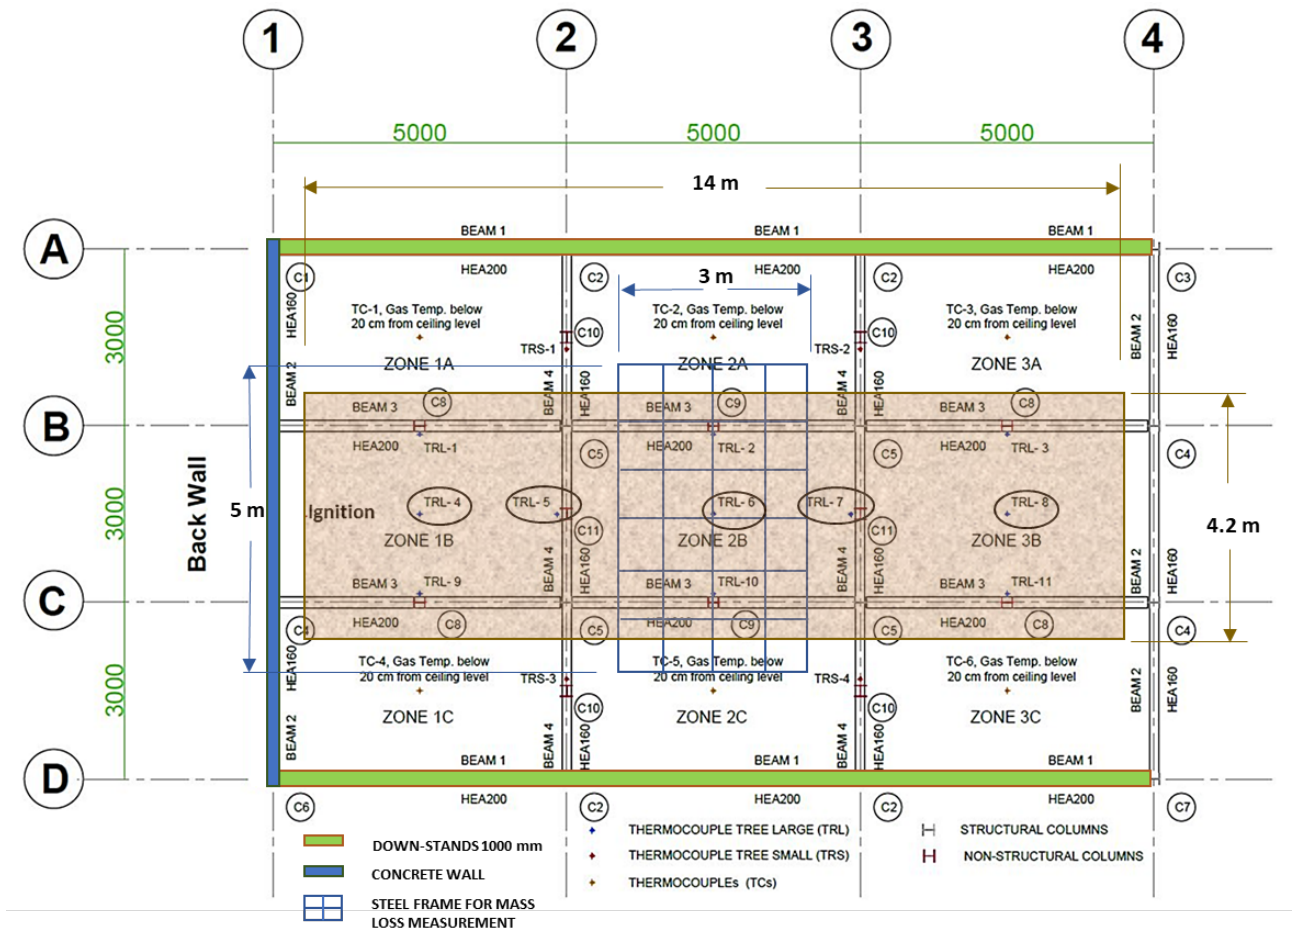 1 2 3 4
5000 5000 5000
14 m
A
BEAM 1 BEAM 1 BEAM 1
HEA200 HEA200 HEA200
C1 C2 C2 C3
3 m
TC-1, Gas Temp. below
20 cm from ceiling level
TC-2, Gas Temp. below
20 cm from ceiling level
TC-3, Gas Temp. below
20 cm from ceiling level
HEA160 C10 C10 BEAM 2 HEA160
3000
TRS-1 TRS-2
ZONE 1A ZONE 2A ZONE 3A
BEAM 2 BEAM 4 HEA160 BEAM 4 HEA160
C8 C9 C8
BEAM 3 BEAM 3 BEAM 3
B
HEA200 TRL-1 HEA200 TRL- 2 HEA200 TRL- 3
C5 C5 C4
Back Wall
5 m
3000
Ignition
TRL- 4 TRL- 5 TRL- 6 TRL- 7 TRL- 8
4.2 m
C11 C11
ZONE 1B ZONE 2B ZONE 3B
BEAM 4 HEA160 BEAM 4 HEA160 BEAM 2 HEA160
BEAM 3 TRL- 9 BEAM 3 TRL-10 BEAM 3 TRL-11
C
HEA200 C8 HEA200 C9 HEA200 C8
C4 C5 C5 C4
TC-4, Gas Temp. below
20 cm from ceiling level
TC-5, Gas Temp. below
20 cm from ceiling level
TC-6, Gas Temp. below
20 cm from ceiling level
HEA160 TRS-3 TRS-4 BEAM 2 HEA160
3000
C10 C10
ZONE 1C ZONE 2C ZONE 3C
BEAM 2 BEAM 4 HEA160 BEAM 4 HEA160
BEAM 1 BEAM 1 BEAM 1
D
HEA200 HEA200 HEA200
C6 C2 C2 C7
DOWN-STANDS 1000 mm
CONCRETE WALL
STEEL FRAME FOR MASS
LOSS MEASUREMENT
THERMOCOUPLE TREE LARGE (TRL)
THERMOCOUPLE TREE SMALL (TRS)
THERMOCOUPLEs (TCs)
STRUCTURAL COLUMNS
NON-STRUCTURAL COLUMNS